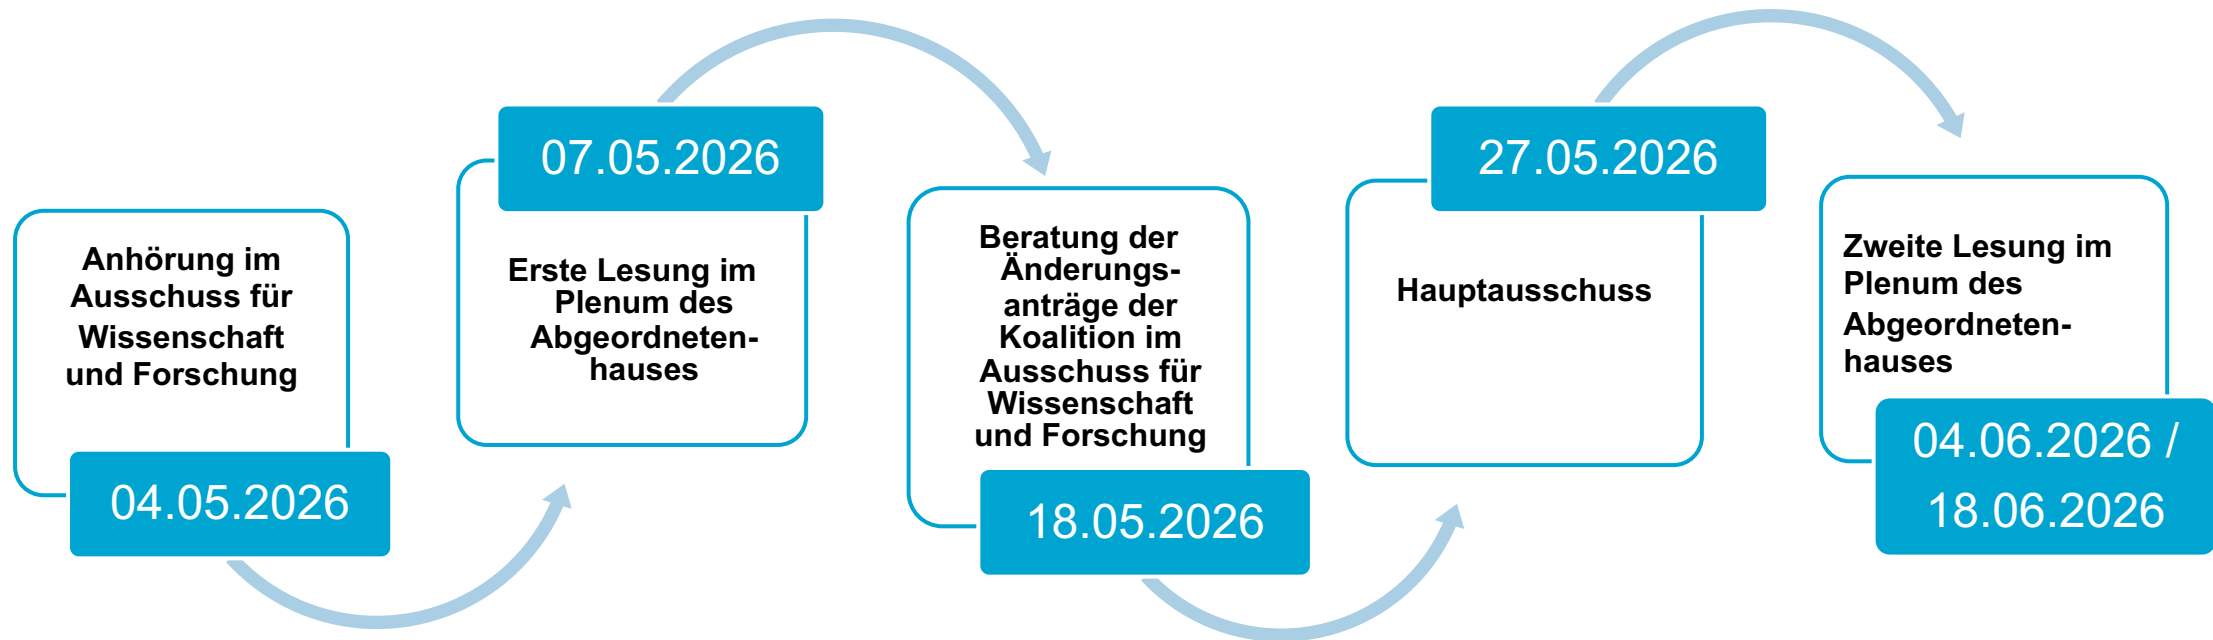 Anhörung im
Ausschuss für
Wissenschaft
und Forschung
04.05.2026
07.05.2026
Erste Lesung im
Plenum des
Abgeordneten-
hauses
Beratung der
Änderungs-
anträge der
Koalition im
Ausschuss für
Wissenschaft
und Forschung
18.05.2026
27.05.2026
Hauptausschuss
Zweite Lesung im
Plenum des
Abgeordneten-
hauses
04.06.2026 /
18.06.2026